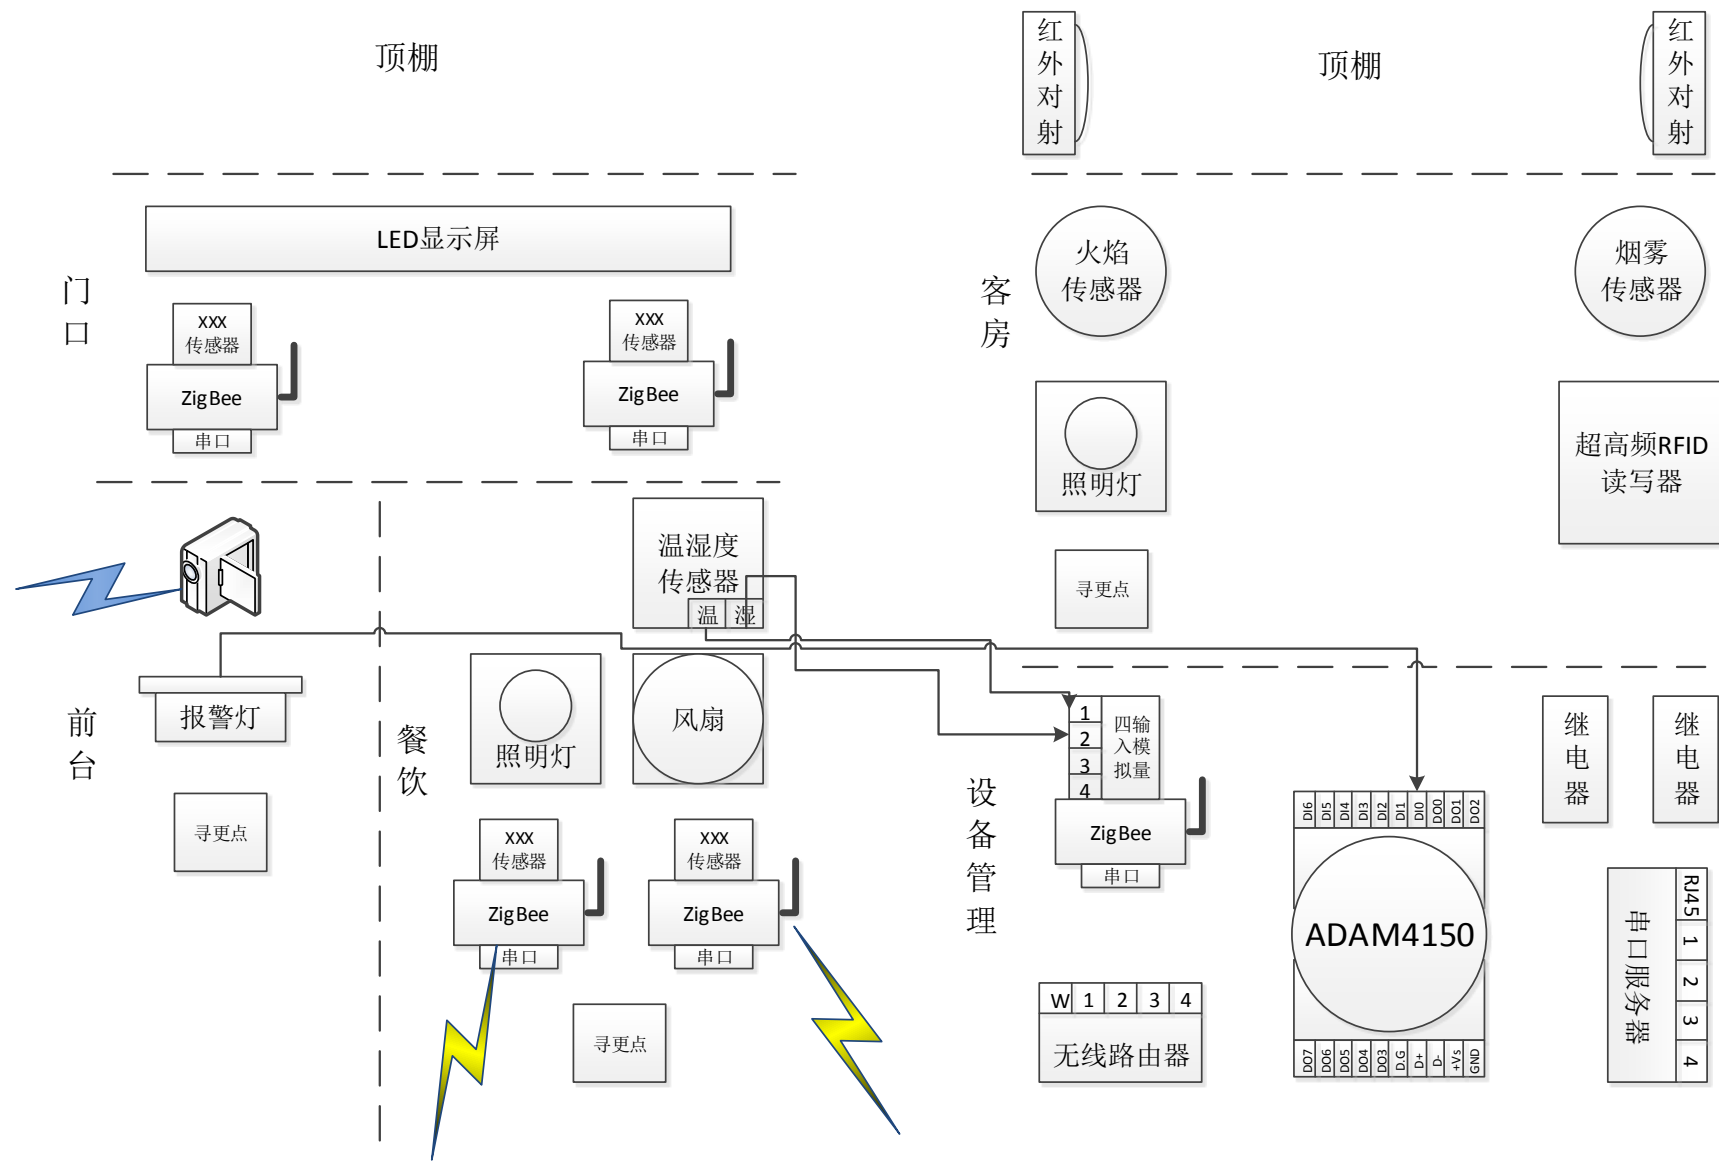 顶棚
红外对射
顶棚
红外对射
门口
LED显示屏
XXX
传感器
ZigBee
串口
XXX
传感器
ZigBee
串口
客房
火焰
传感器
烟雾
传感器
照明灯
超高频RFID
读写器
寻更点
前台
报警灯
寻更点
餐饮
温湿度
传感器
温 湿
照明灯
风扇
XXX
传感器
ZigBee
串口
XXX
传感器
ZigBee
串口
寻更点
设备管理
1
2
3
4
四输
入模
拟量
ZigBee
串口
W 1 2 3 4
无线路由器
DI6 DI5 DI4 DI3 DI2 DI1 DI0 DO0 DO1 DO2
ADAM4150
DO7 DO6 DO5 DO4 DO3 D.G D+ D- +Vs GND
继电器
继电器
RJ45 1 2 3 4
串口服务器